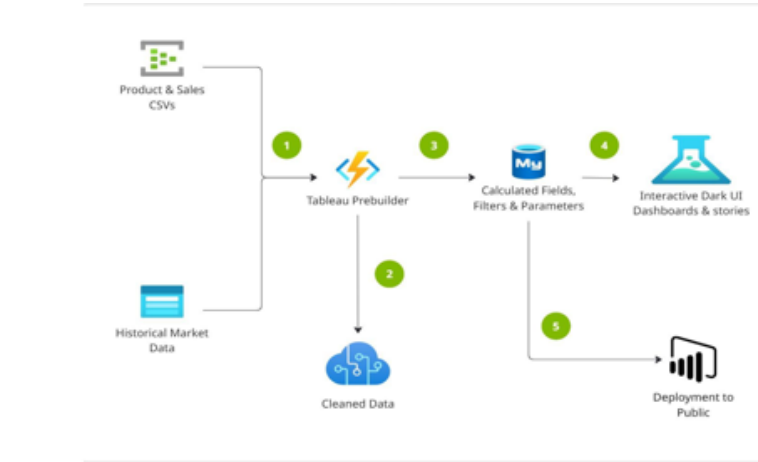 Product & Sales
CSVs
1
3
4
My
Tableau Prebuilder
Calculated Fields,
Filters & Parameters
Interactive Dark UI
Dashboards & stories
2
Historical Market
Data
5
Cleaned Data
Deployment to
Public